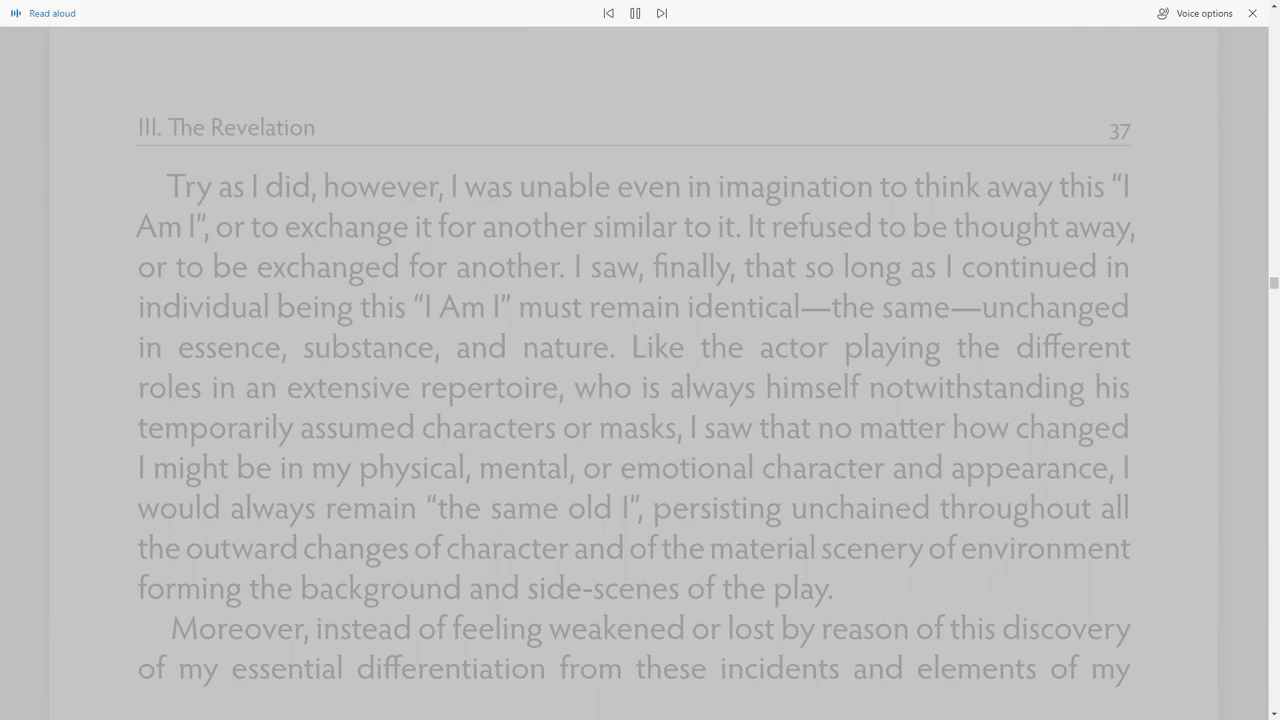 Read aloud
Voice options
III. The Revelation 37
Try as I did, however, I was unable even in imagination to think away this “I
Am I”, or to exchange it for another similar to it. It refused to be thought away,
or to be exchanged for another. I saw, finally, that so long as I continued in
individual being this “I Am I” must remain identical—the same—unchanged
in essence, substance, and nature. Like the actor playing the different
roles in an extensive repertoire, who is always himself notwithstanding his
temporarily assumed characters or masks, I saw that no matter how changed
I might be in my physical, mental, or emotional character and appearance, I
would always remain “the same old I”, persisting unchained throughout all
the outward changes of character and of the material scenery of environment
forming the background and side-scenes of the play.
Moreover, instead of feeling weakened or lost by reason of this discovery
of my essential differentiation from these incidents and elements of my